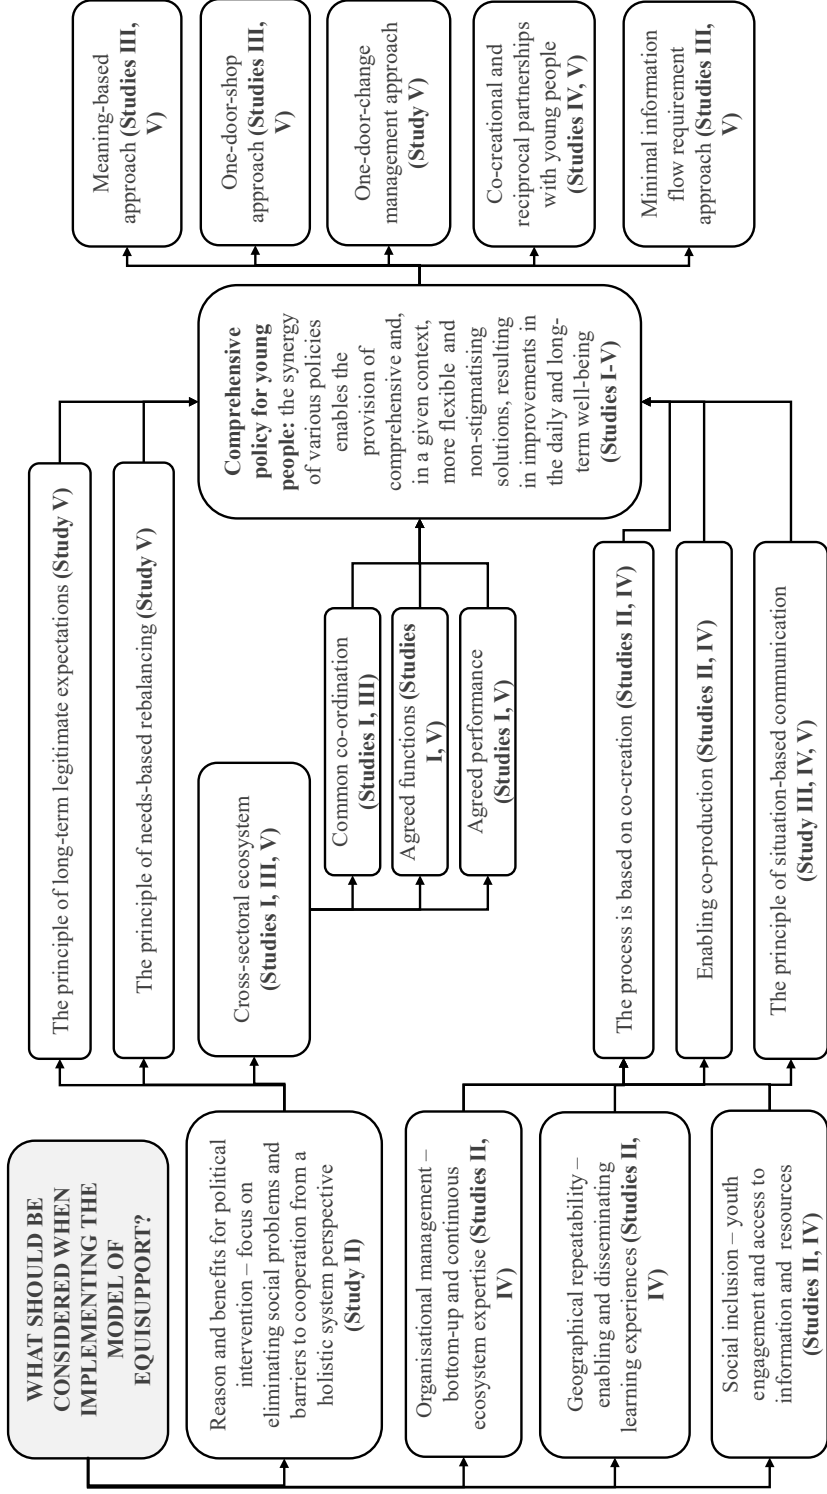 WHAT SHOULD BE
CONSIDERED WHEN
IMPLEMENTING THE
MODEL OF
EQUISUPPORT?
Reason and benefits for political
intervention – focus on
eliminating social problems and
barriers to cooperation from a
holistic system perspective
(Study II)
Organisational management –
bottom-up and continuous
ecosystem expertise (Studies II,
IV)
Geographical repeatability –
enabling and disseminating
learning experiences (Studies II,
IV)
Social inclusion – youth
engagement and access to
information and resources
(Studies II, IV)
The principle of long-term legitimate expectations (Study V)
The principle of needs-based rebalancing (Study V)
Cross-sectoral ecosystem
(Studies I, III, V)
Common co-ordination
(Studies I, III)
Agreed functions (Studies
I, V)
Agreed performance
(Studies I, V)
The process is based on co-creation (Studies II, IV)
Enabling co-production (Studies II, IV)
The principle of situation-based communication
(Study III, IV, V)
Comprehensive
policy for young
people: the synergy
of various policies
enables the
provision of
comprehensive and,
in a given context,
more flexible and
non-stigmatising
solutions, resulting
in improvements in
the daily and long-
term well-being
(Studies I-V)
Meaning-based
approach (Studies III,
V)
One-door-shop
approach (Studies III,
V)
One-door-change
management approach
(Study V)
Co-creational and
reciprocal partnerships
with young people
(Studies IV, V)
Minimal information
flow requirement
approach (Studies III,
V)